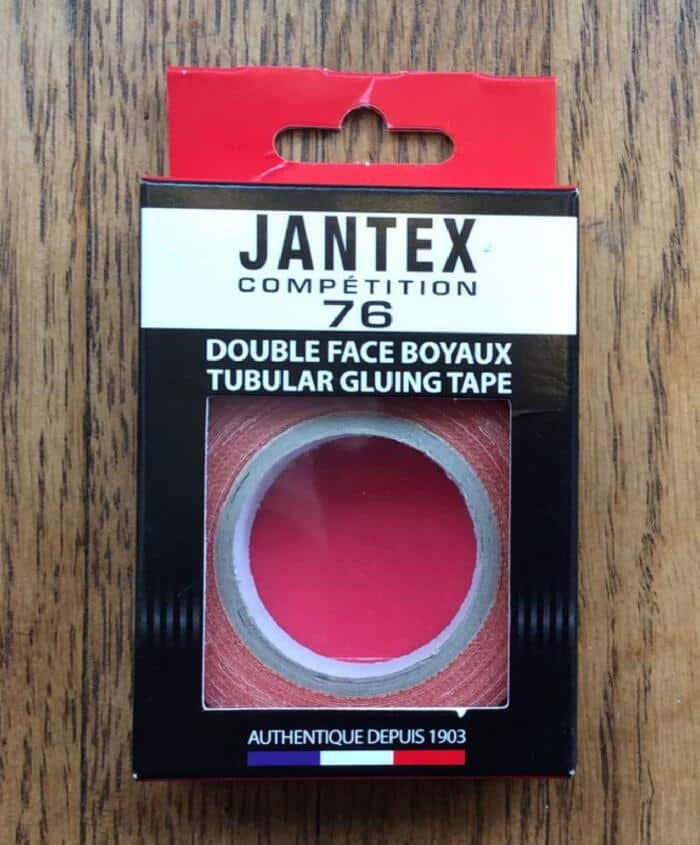 JANTEX
COMPÉTITION
76
DOUBLE FACE BOYAUX
TUBULAR GLUING TAPE
AUTHENTIQUE DEPUIS 1903